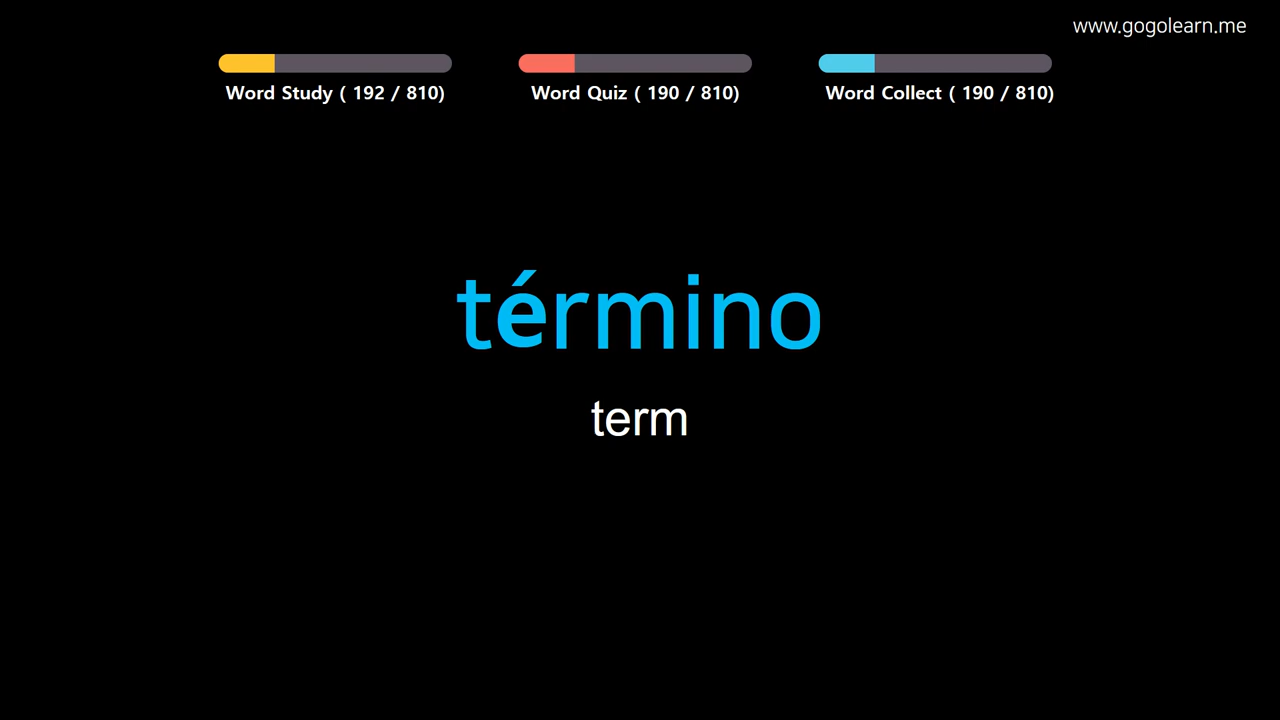 www.gogolearn.me
Word Study ( 192 / 810)
Word Quiz ( 190 / 810)
Word Collect ( 190 / 810)
término
term